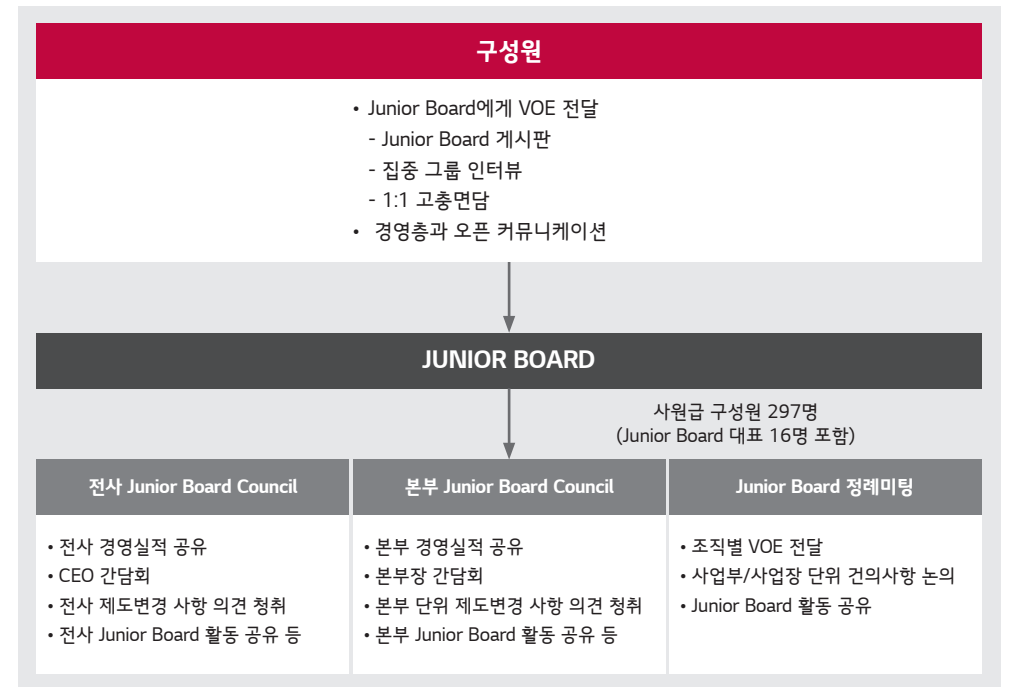 구성원
• Junior Board에게 VOE 전달
- Junior Board 게시판
- 집중 그룹 인터뷰
- 1:1 고충면담
• 경영층과 오픈 커뮤니케이션
JUNIOR BOARD
사원급 구성원 297명
(Junior Board 대표 16명 포함)
전사 Junior Board Council
• 전사 경영실적 공유
• CEO 간담회
• 전사 제도변경 사항 의견 청취
• 전사 Junior Board 활동 공유 등
본부 Junior Board Council
• 본부 경영실적 공유
• 본부장 간담회
• 본부 단위 제도변경 사항 의견 청취
• 본부 Junior Board 활동 공유 등
Junior Board 정례미팅
• 조직별 VOE 전달
• 사업부/사업장 단위 건의사항 논의
• Junior Board 활동 공유